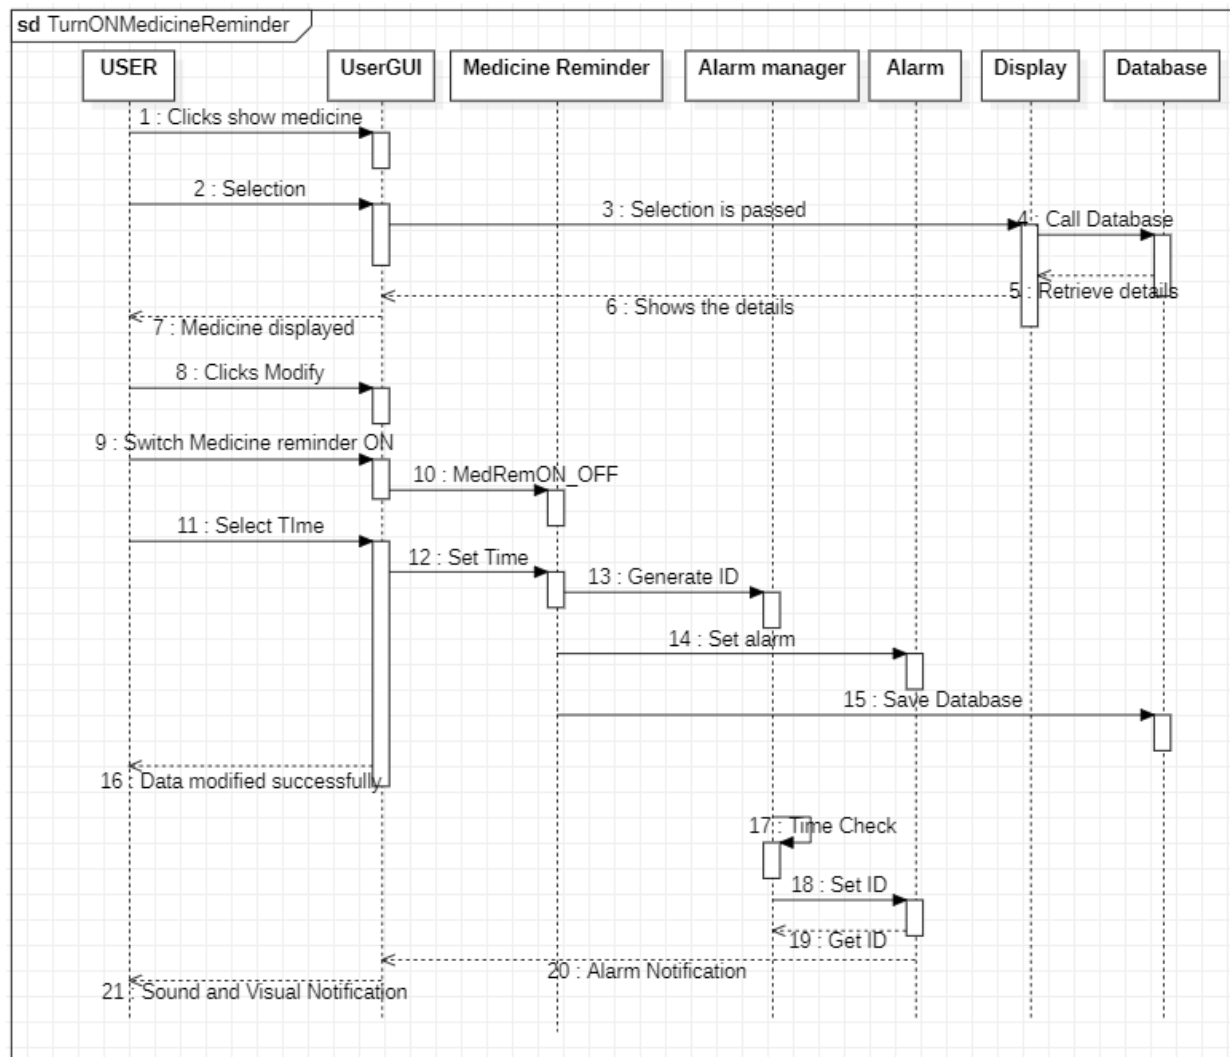 sd TurnONMedicineReminder
USER
UserGUI
Medicine Reminder
Alarm manager
Alarm
Display
Database
1 : Clicks show medicine
2 : Selection
3 : Selection is passed
4 : Call Database
5 : Retrieve details
6 : Shows the details
7 : Medicine displayed
8 : Clicks Modify
9 : Switch Medicine reminder ON
10 : MedRemON_OFF
11 : Select TIme
12 : Set Time
13 : Generate ID
14 : Set alarm
15 : Save Database
16 : Data modified successfully
17 : Time Check
18 : Set ID
19 : Get ID
20 : Alarm Notification
21 : Sound and Visual Notification